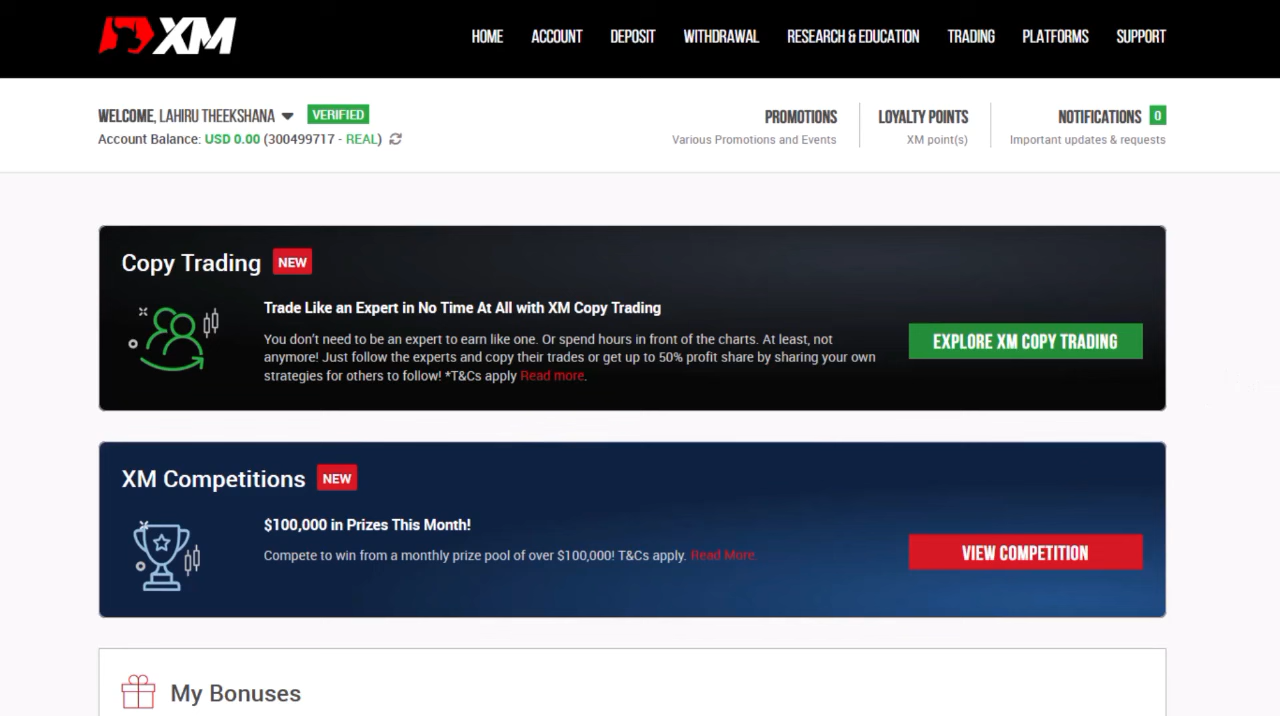 XM
HOME ACCOUNT DEPOSIT WITHDRAWAL RESEARCH & EDUCATION TRADING PLATFORMS SUPPORT
WELCOME, LAHIRU THEEKSHANA VERIFIED
Account Balance: USD 0.00 (300499717 - REAL)
PROMOTIONS
Various Promotions and Events
LOYALTY POINTS
XM point(s)
NOTIFICATIONS 0
Important updates & requests
Copy Trading NEW
Trade Like an Expert in No Time At All with XM Copy Trading
You don't need to be an expert to earn like one. Or spend hours in front of the charts. At least, not
anymore! Just follow the experts and copy their trades or get up to 50% profit share by sharing your own
strategies for others to follow! *T&Cs apply Read more.
EXPLORE XM COPY TRADING
XM Competitions NEW
$100,000 in Prizes This Month!
Compete to win from a monthly prize pool of over $100,000! T&Cs apply. Read More.
VIEW COMPETITION
My Bonuses